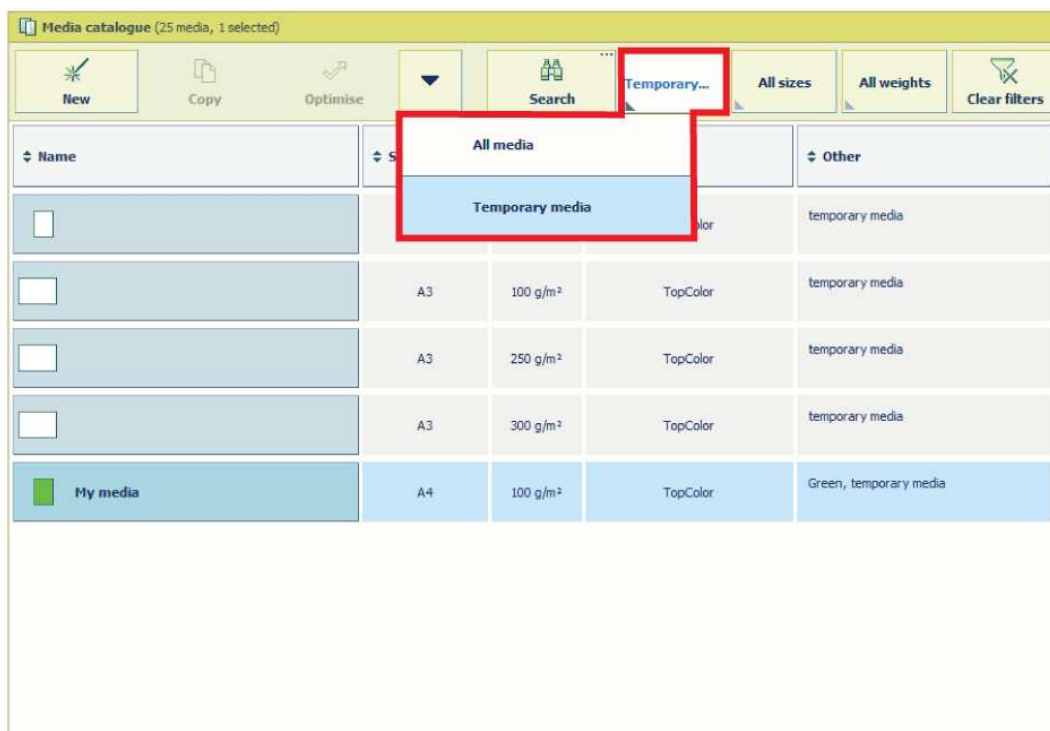 Media catalogue (25 media, 1 selected)
New
Copy
Optimise
Search
Temporary...
All sizes
All weights
Clear filters
All media
Temporary media
Name
Other
temporary media
A3 100 g/m² TopColor temporary media
A3 250 g/m² TopColor temporary media
A3 300 g/m² TopColor temporary media
My media A4 100 g/m² TopColor Green, temporary media